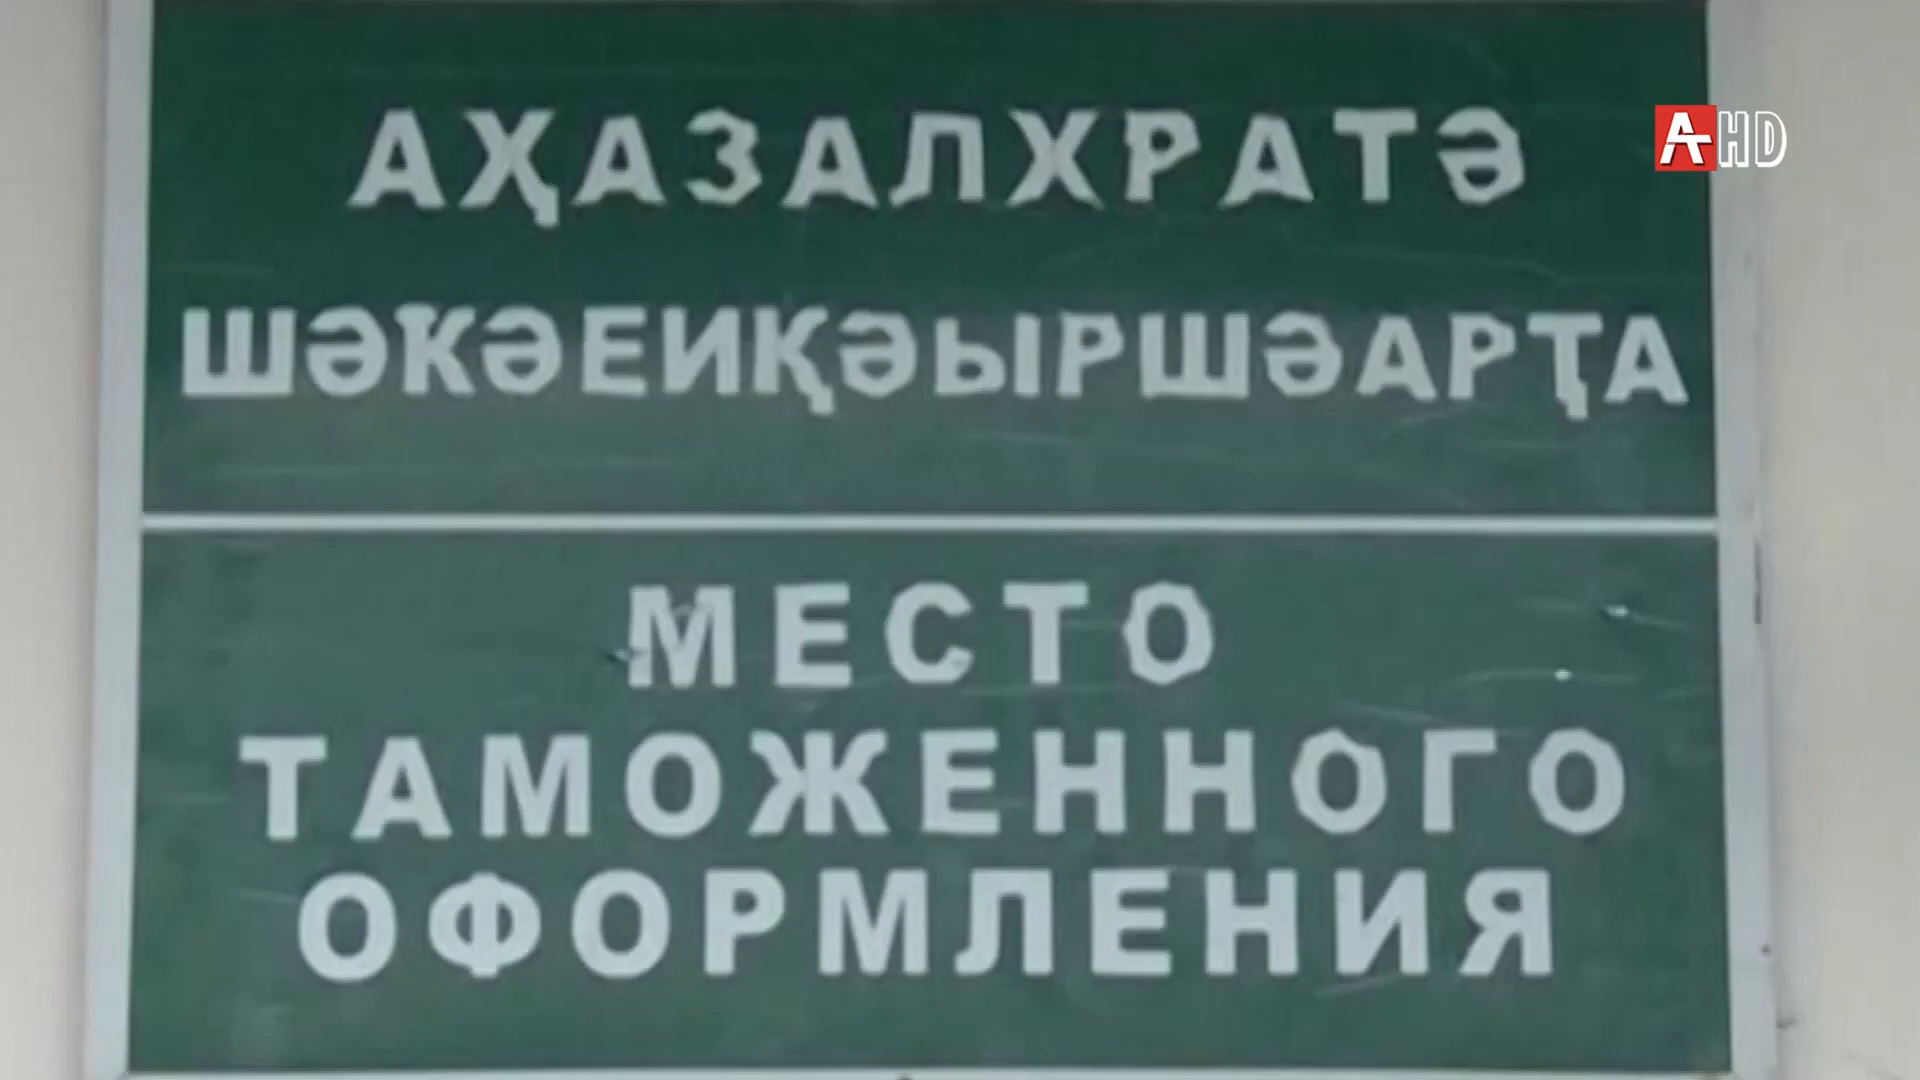 АҲАЗАЛХРАТӘ
ШӘҞӘЕИҚӘЫРШӘАРҬА
МЕСТО
ТАМОЖЕННОГО
ОФОРМЛЕНИЯ
AHD